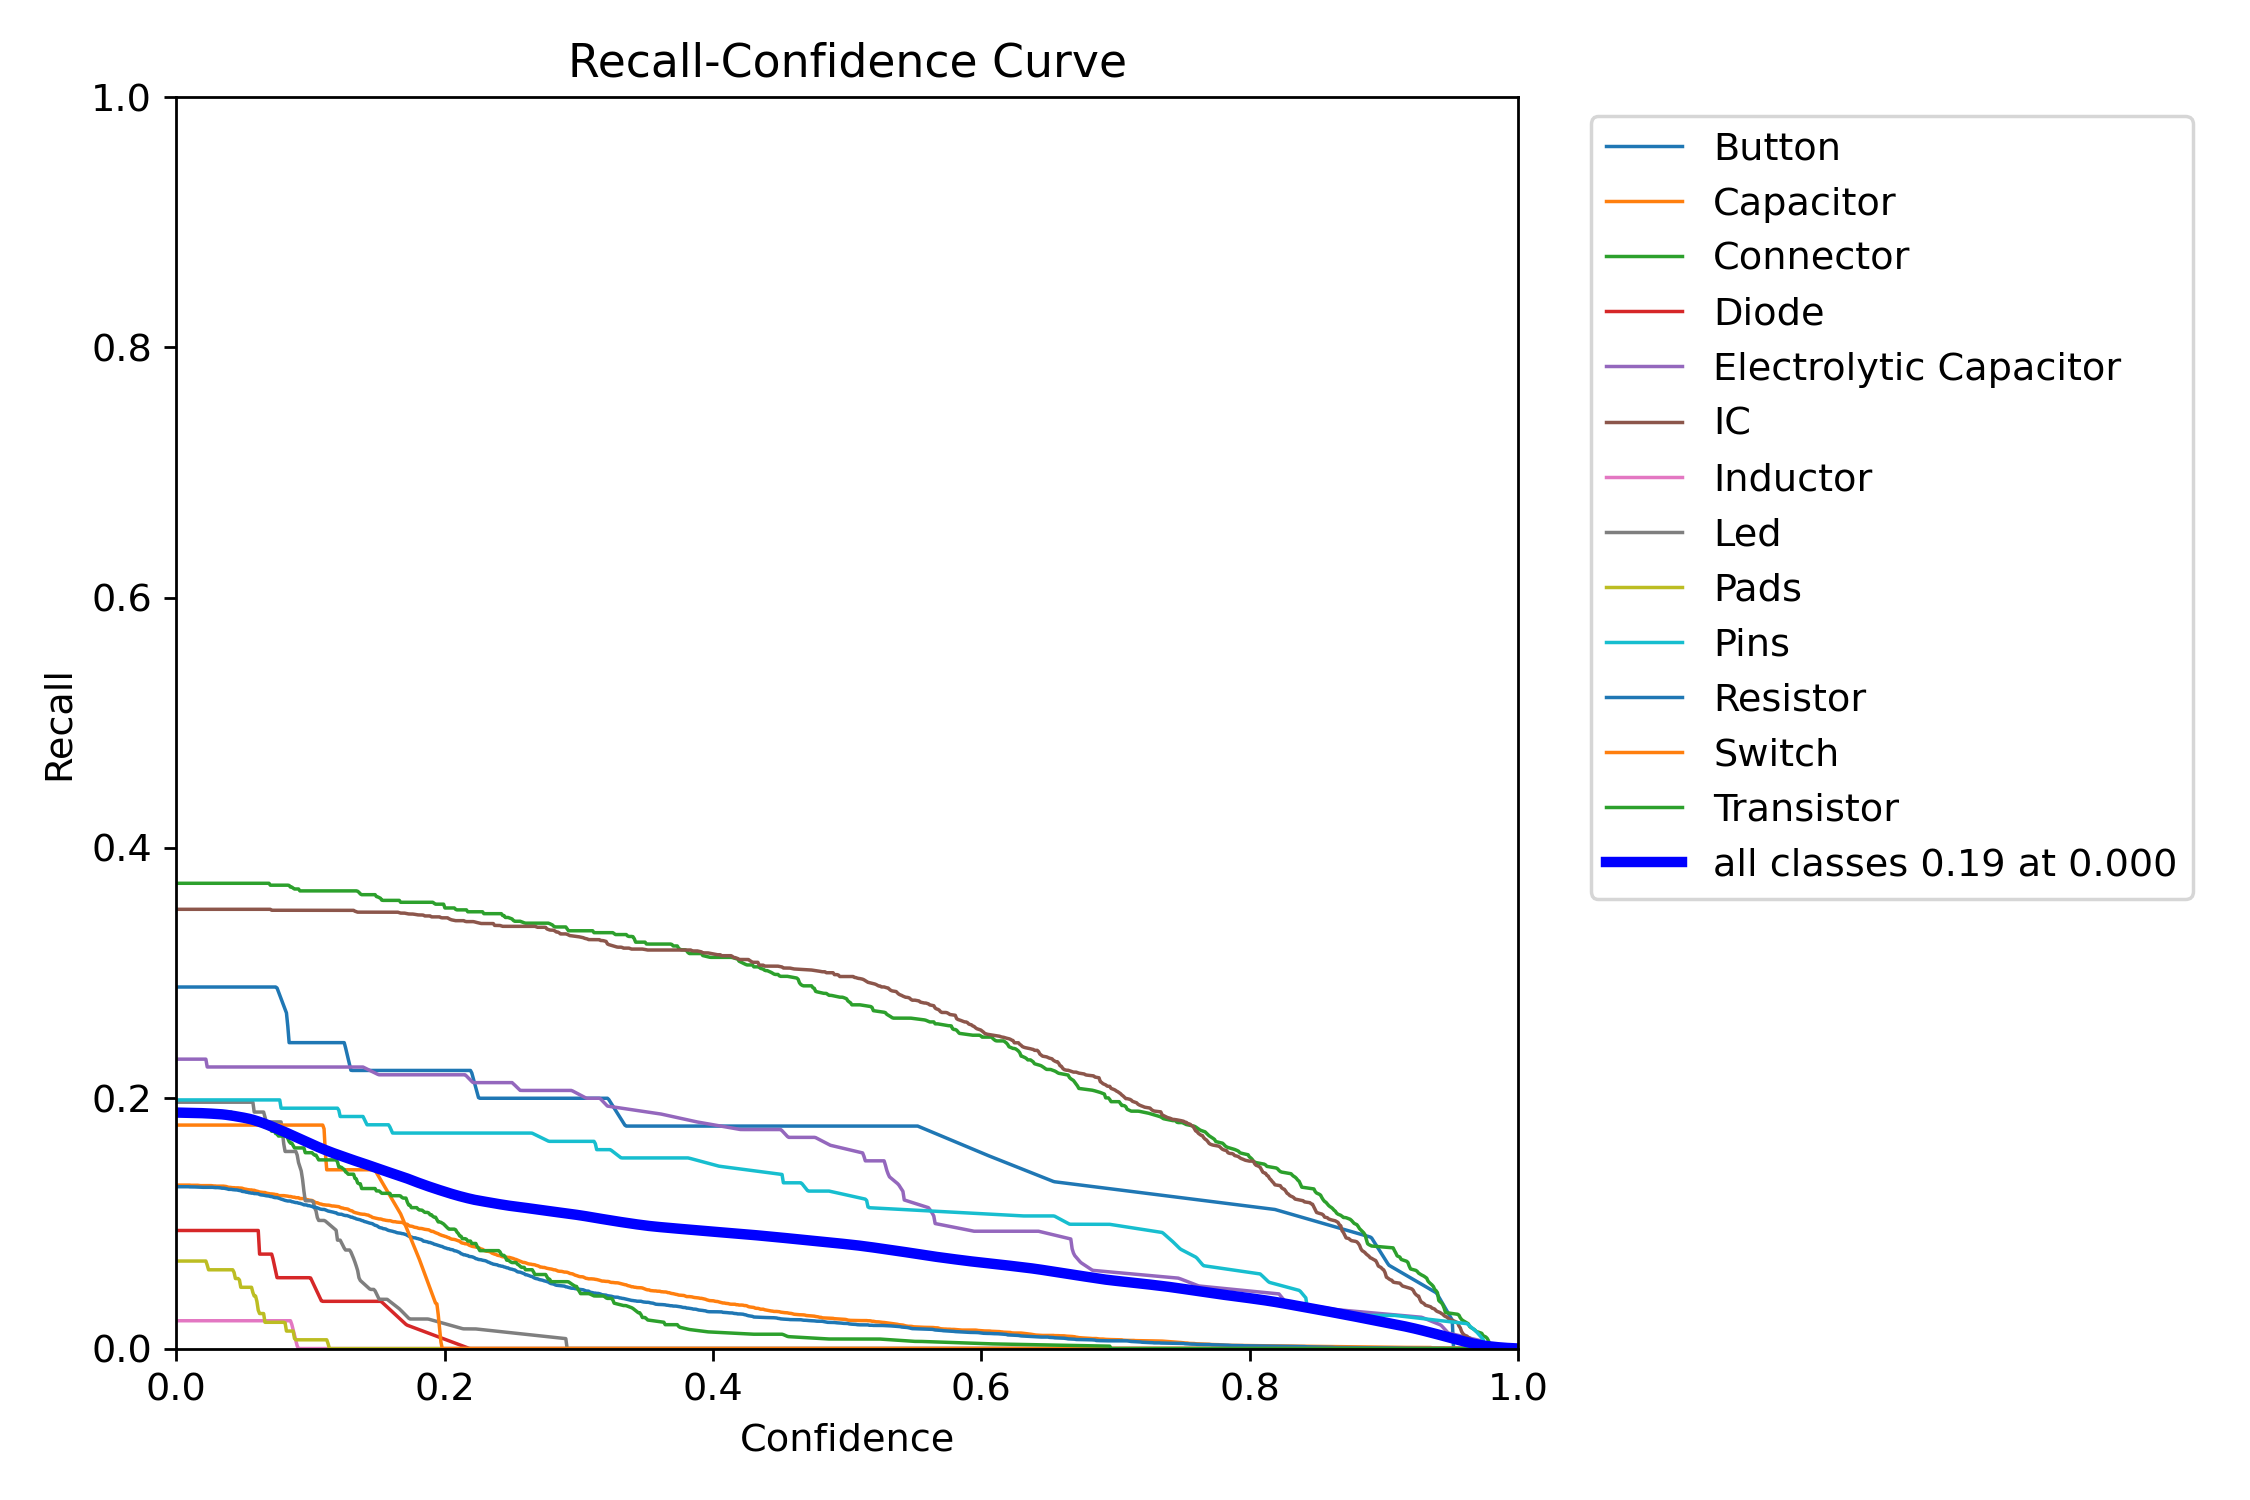 Recall-Confidence Curve
1.0
0.8
0.6
0.4
0.2
0.0
Recall
0.0 0.2 0.4 0.6 0.8 1.0
Confidence
Button
Capacitor
Connector
Diode
Electrolytic Capacitor
IC
Inductor
Led
Pads
Pins
Resistor
Switch
Transistor
all classes 0.19 at 0.000